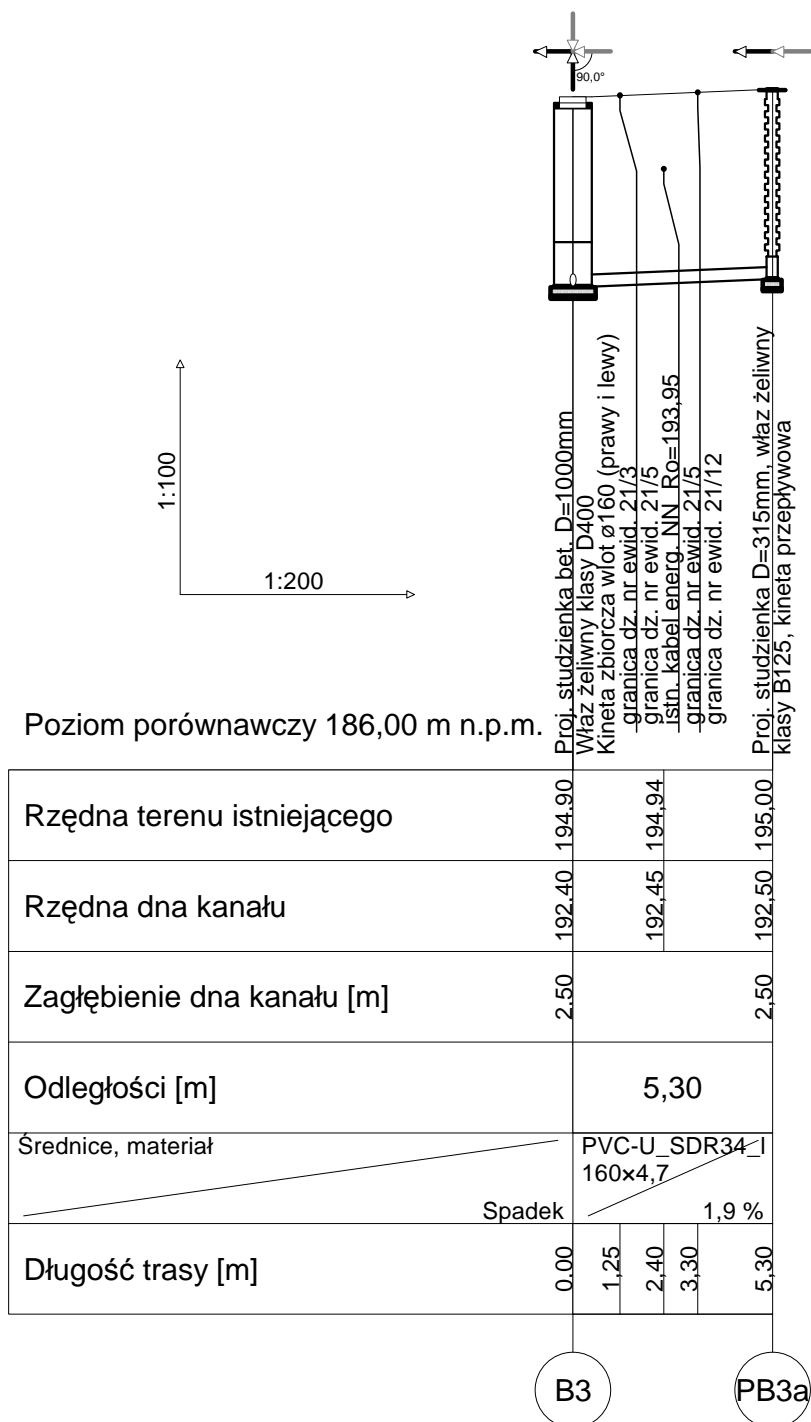 90,0°
1:100
1:200
Proj. studzienka bet. D=1000mm
Właz żeliwny klasy D400
Kineta zbiorcza wlot ø160 (prawy i lewy)
granica dz. nr ewid. 21/3
granica dz. nr ewid. 21/5
istn. kabel energ. NN Ro=193,95
granica dz. nr ewid. 21/5
granica dz. nr ewid. 21/12
Proj. studzienka D=315mm, właz żeliwny
klasy B125, kineta przepływowa
Poziom porównawczy 186,00 m n.p.m.
Rzędna terenu istniejącego
194,90
194,94
195,00
Rzędna dna kanału
192,40
192,45
192,50
Zagłębienie dna kanału [m]
2,50
2,50
Odległości [m]
5,30
Średnice, materiał
PVC-U_SDR34_l
160×4,7
Spadek
1,9 %
Długość trasy [m]
0,00
1,25
2,40
3,30
5,30
B3
PB3a